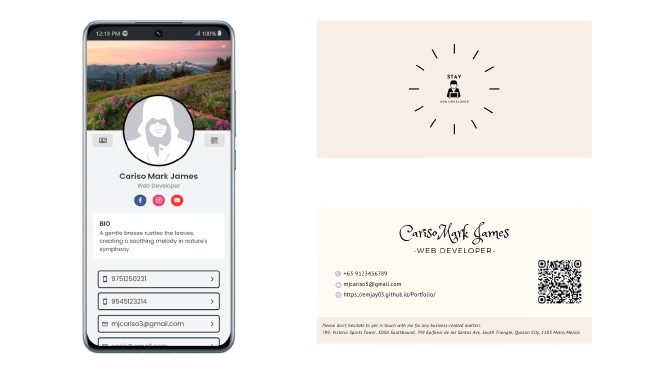 12:19 PM
100%
Cariso Mark James
Web Developer
BIO
A gentle breeze rustles the leaves,
creating a soothing melody in nature's
symphony.
9751250231
9545123214
mjcariso3@gmail.com
STAY
WEB DEVELOPER
Cariso Mark James
-WEB DEVELOPER-
+63 9123456789
mjcariso3@gmail.com
https://emjay03.github.io/Portfolio/
Please don't hesitate to get in touch with me for any business-related matters.
799, Victoria Sports Tower, EDSA Southbound, 799 Epifanio de los Santos Ave, South Triangle, Quezon City, 1103 Metro Manila